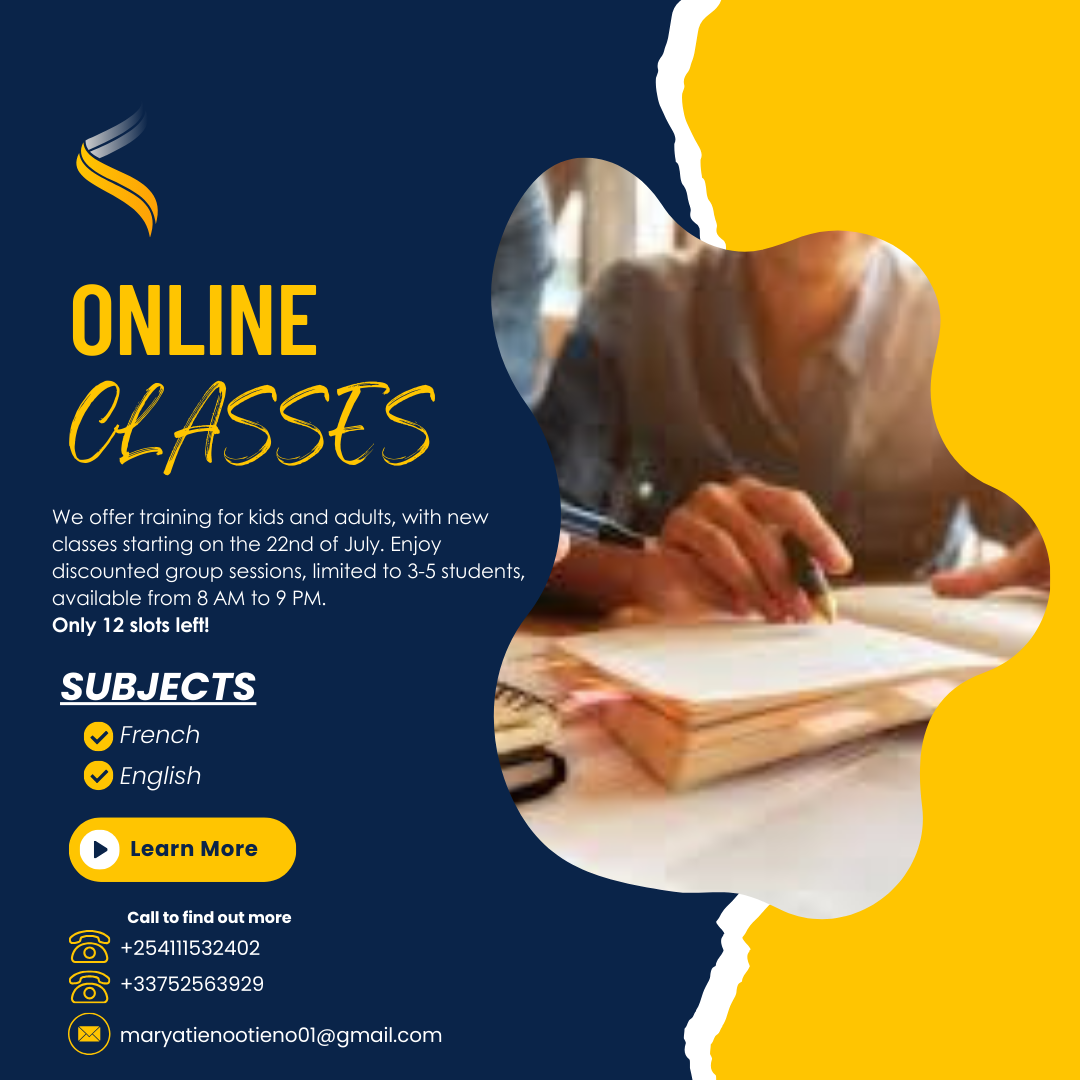 ONLINE
CLASSES
We offer training for kids and adults, with new
classes starting on the 22nd of July. Enjoy
discounted group sessions, limited to 3-5 students,
available from 8 AM to 9 PM.
Only 12 slots left!
SUBJECTS
French
English
Learn More
Call to find out more
+254111532402
+33752563929
maryatienootieno01@gmail.com